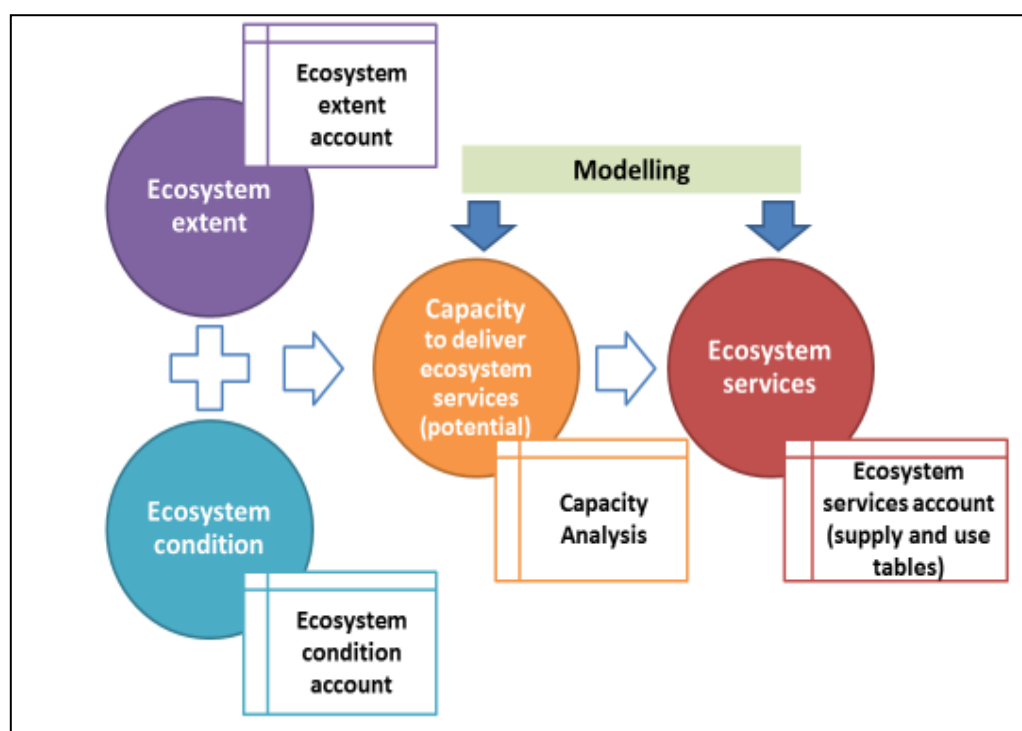 Ecosystem
extent
account
Ecosystem
extent
Modelling
Capacity
to deliver
ecosystem
services
(potential)
Ecosystem
services
Capacity
Analysis
Ecosystem
services account
(supply and use
tables)
Ecosystem
condition
Ecosystem
condition
account